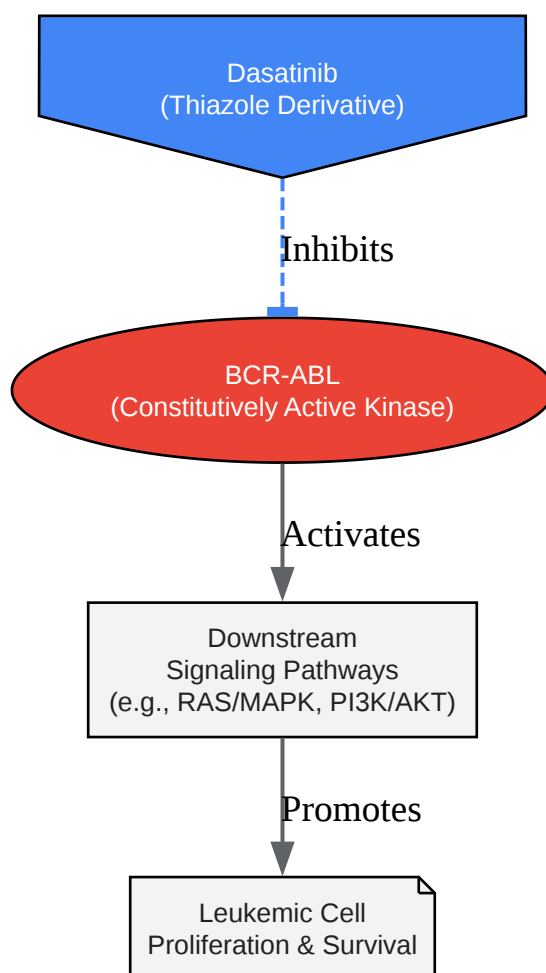 Dasatinib
(Thiazole Derivative)
Inhibits
BCR-ABL
(Constitutively Active Kinase)
Activates
Downstream
Signaling Pathways
(e.g., RAS/MAPK, PI3K/AKT)
Promotes
Leukemic Cell
Proliferation & Survival